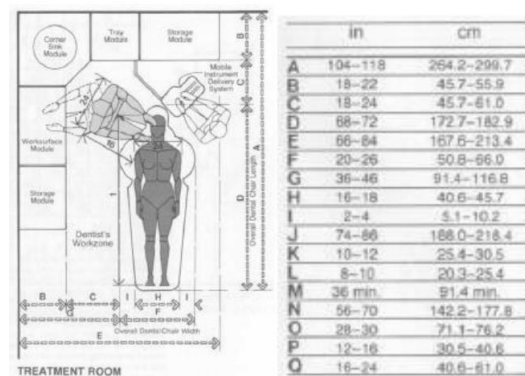 Corner
Sink
Module
Tray
Module
Storage
Module
Mobile
Instrument
Delivery
System
24
B
C
A
D
Overall Dental Chair Length
Worksurface
Module
Storage
Module
Dentist's
Workzone
B C I H I
G F
Overall Dental Chair Width
E
TREATMENT ROOM
in cm
A 104–118 264.2–299.7
B 18–22 45.7–55.9
C 18–24 45.7–61.0
D 68–72 172.7–182.9
E 66–84 167.6–213.4
F 20–26 50.8–66.0
G 36–46 91.4–116.8
H 16–18 40.6–45.7
I 2–4 5.1–10.2
J 74–86 188.0–218.4
K 10–12 25.4–30.5
L 8–10 20.3–25.4
M 36 min. 91.4 min.
N 56–70 142.2–177.8
O 28–30 71.1–76.2
P 12–16 30.5–40.6
Q 16–24 40.6–61.0